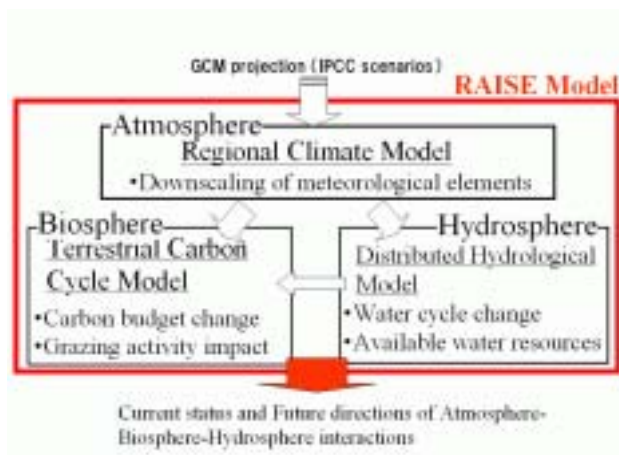 GCM projection (IPCC scenarios)
RAISE Model
Atmosphere
Regional Climate Model
•Downscaling of meteorological elements
Biosphere
Terrestrial Carbon
Cycle Model
•Carbon budget change
•Grazing activity impact
Hydrosphere
Distributed Hydrological
Model
•Water cycle change
•Available water resources
Current status and Future directions of Atmosphere-
Biosphere-Hydrosphere interactions